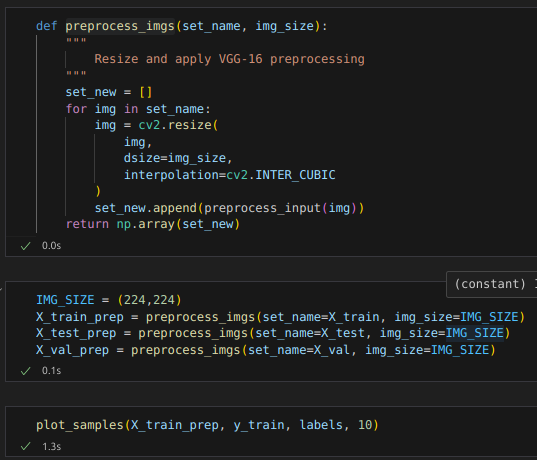 def preprocess_imgs(set_name, img_size):
"""
Resize and apply VGG-16 preprocessing
"""
set_new = []
for img in set_name:
img = cv2.resize(
img,
dsize=img_size,
interpolation=cv2.INTER_CUBIC
)
set_new.append(preprocess_input(img))
return np.array(set_new)
0.0s
(constant)
IMG_SIZE = (224,224)
X_train_prep = preprocess_imgs(set_name=X_train, img_size=IMG_SIZE)
X_test_prep = preprocess_imgs(set_name=X_test, img_size=IMG_SIZE)
X_val_prep = preprocess_imgs(set_name=X_val, img_size=IMG_SIZE)
0.1s
plot_samples(X_train_prep, y_train, labels, 10)
1.3s